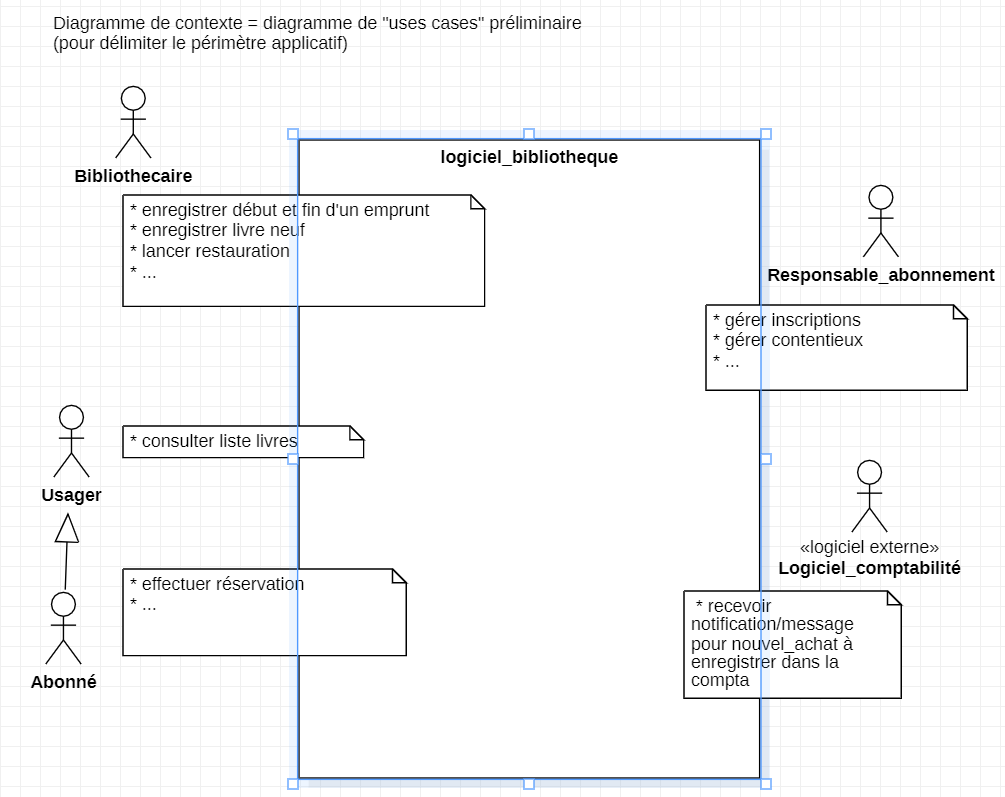 Diagramme de contexte = diagramme de "uses cases" préliminaire
(pour délimiter le périmètre applicatif)
logiciel_bibliotheque
Bibliothecaire
* enregistrer début et fin d'un emprunt
* enregistrer livre neuf
* lancer restauration
* ...
Responsable_abonnement
* gérer inscriptions
* gérer contentieux
* ...
* consulter liste livres
Usager
«logiciel externe»
Logiciel_comptabilité
* effectuer réservation
* ...
Abonné
* recevoir
notification/message
pour nouvel_achat à
enregistrer dans la
compta